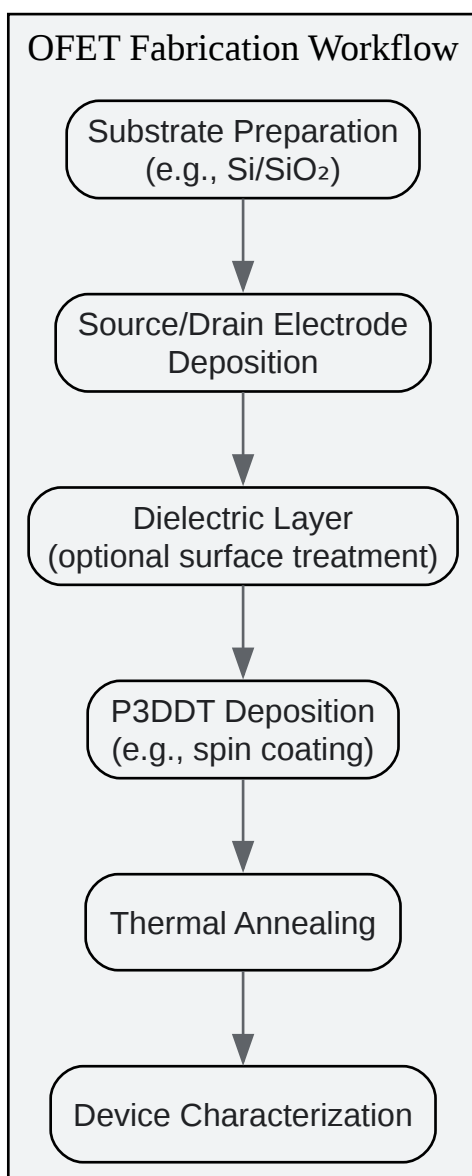 OFET Fabrication Workflow
Substrate Preparation
(e.g., Si/SiO₂)
Source/Drain Electrode
Deposition
Dielectric Layer
(optional surface treatment)
P3DDT Deposition
(e.g., spin coating)
Thermal Annealing
Device Characterization